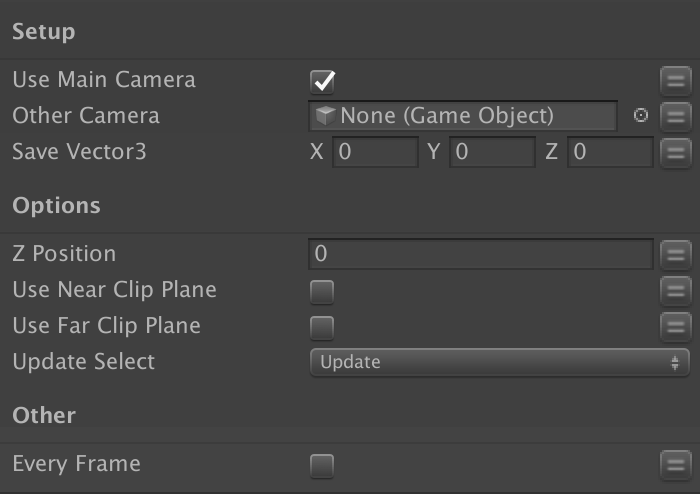 Setup
Use Main Camera
Other Camera None (Game Object)
Save Vector3 X 0 Y 0 Z 0
Options
Z Position 0
Use Near Clip Plane
Use Far Clip Plane
Update Select Update
Other
Every Frame